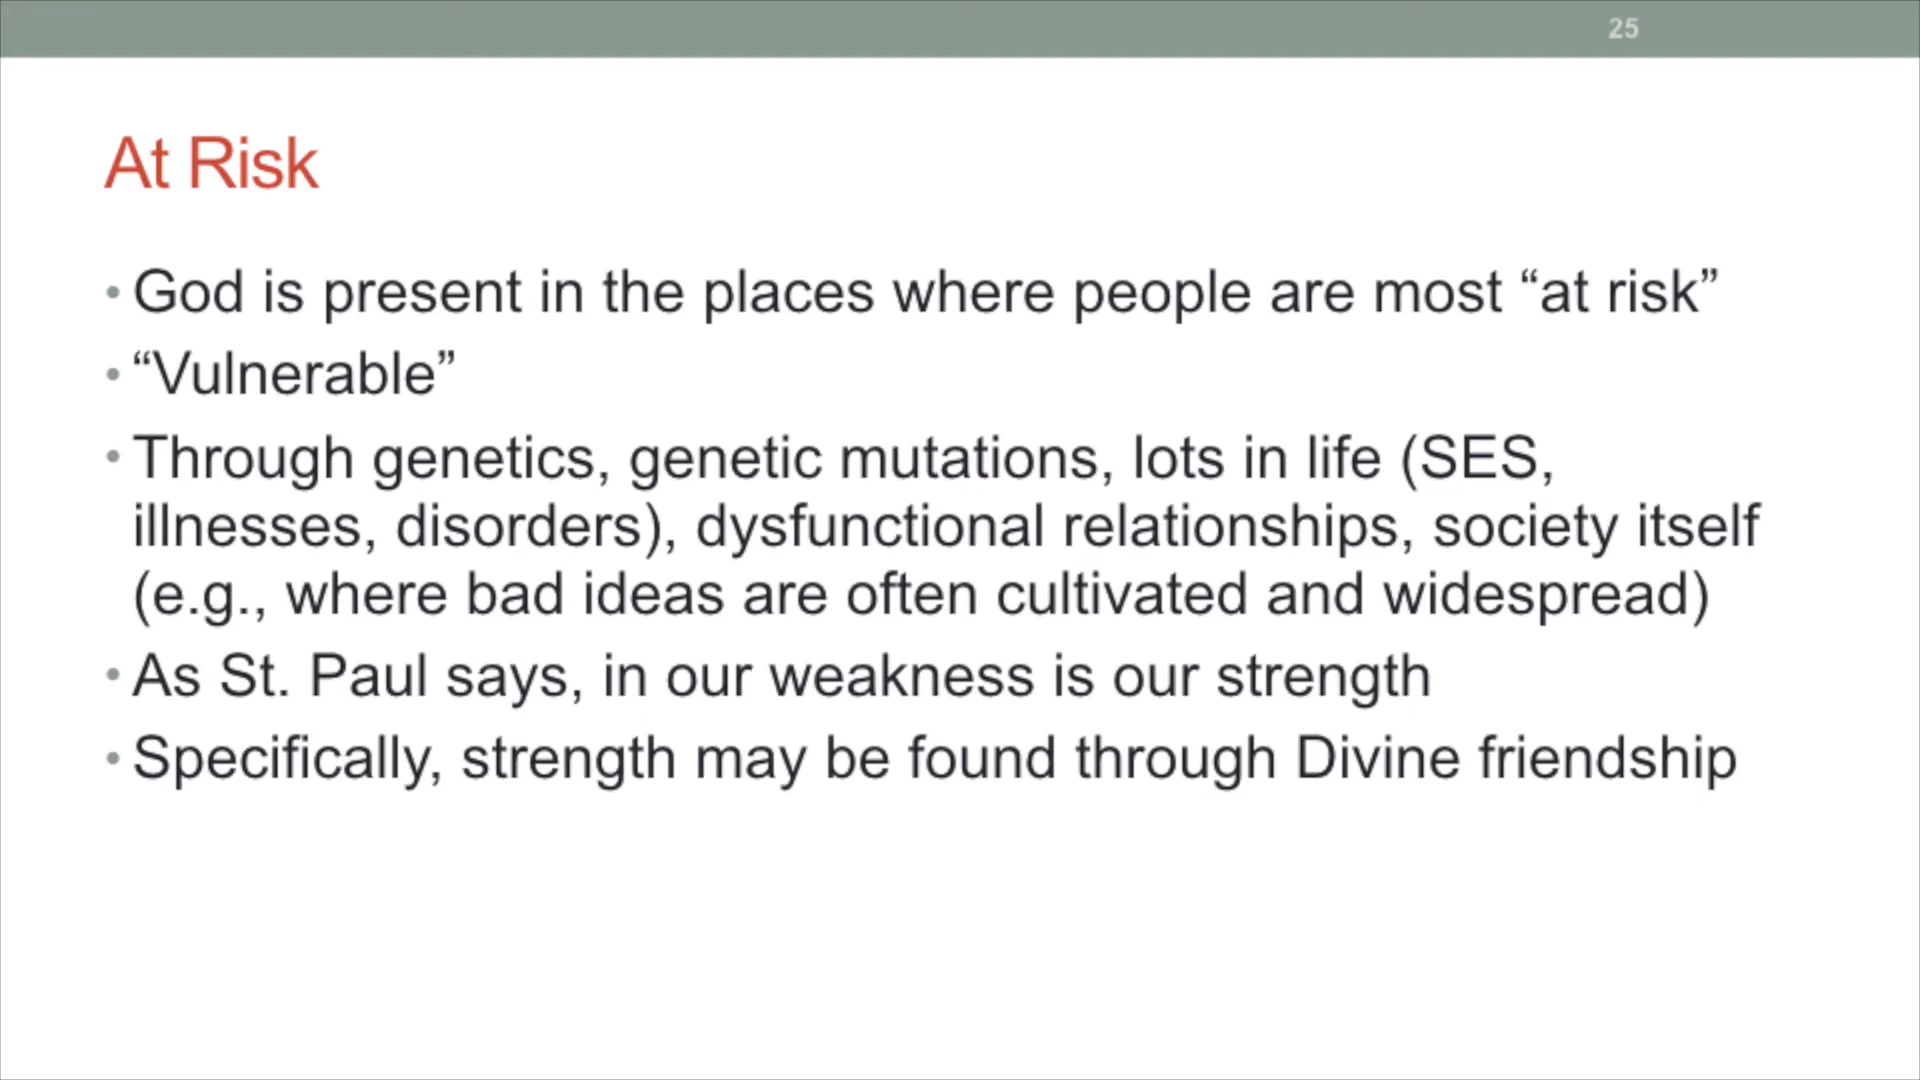 25
At Risk
• God is present in the places where people are most “at risk”
• “Vulnerable”
• Through genetics, genetic mutations, lots in life (SES,
illnesses, disorders), dysfunctional relationships, society itself
(e.g., where bad ideas are often cultivated and widespread)
• As St. Paul says, in our weakness is our strength
• Specifically, strength may be found through Divine friendship